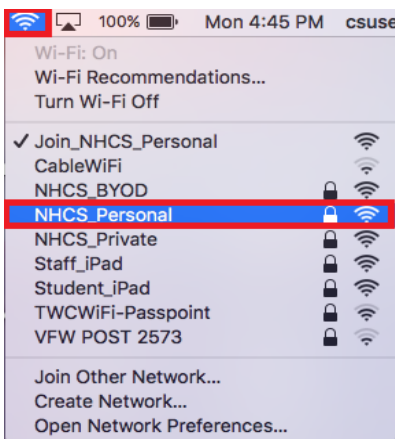 100% Mon 4:45 PM csuse
Wi-Fi: On
Wi-Fi Recommendations...
Turn Wi-Fi Off
✓ Join_NHCS_Personal
CableWiFi
NHCS_BYOD
NHCS_Personal
NHCS_Private
Staff_iPad
Student_iPad
TWCWiFi-Passpoint
VFW POST 2573
Join Other Network...
Create Network...
Open Network Preferences...